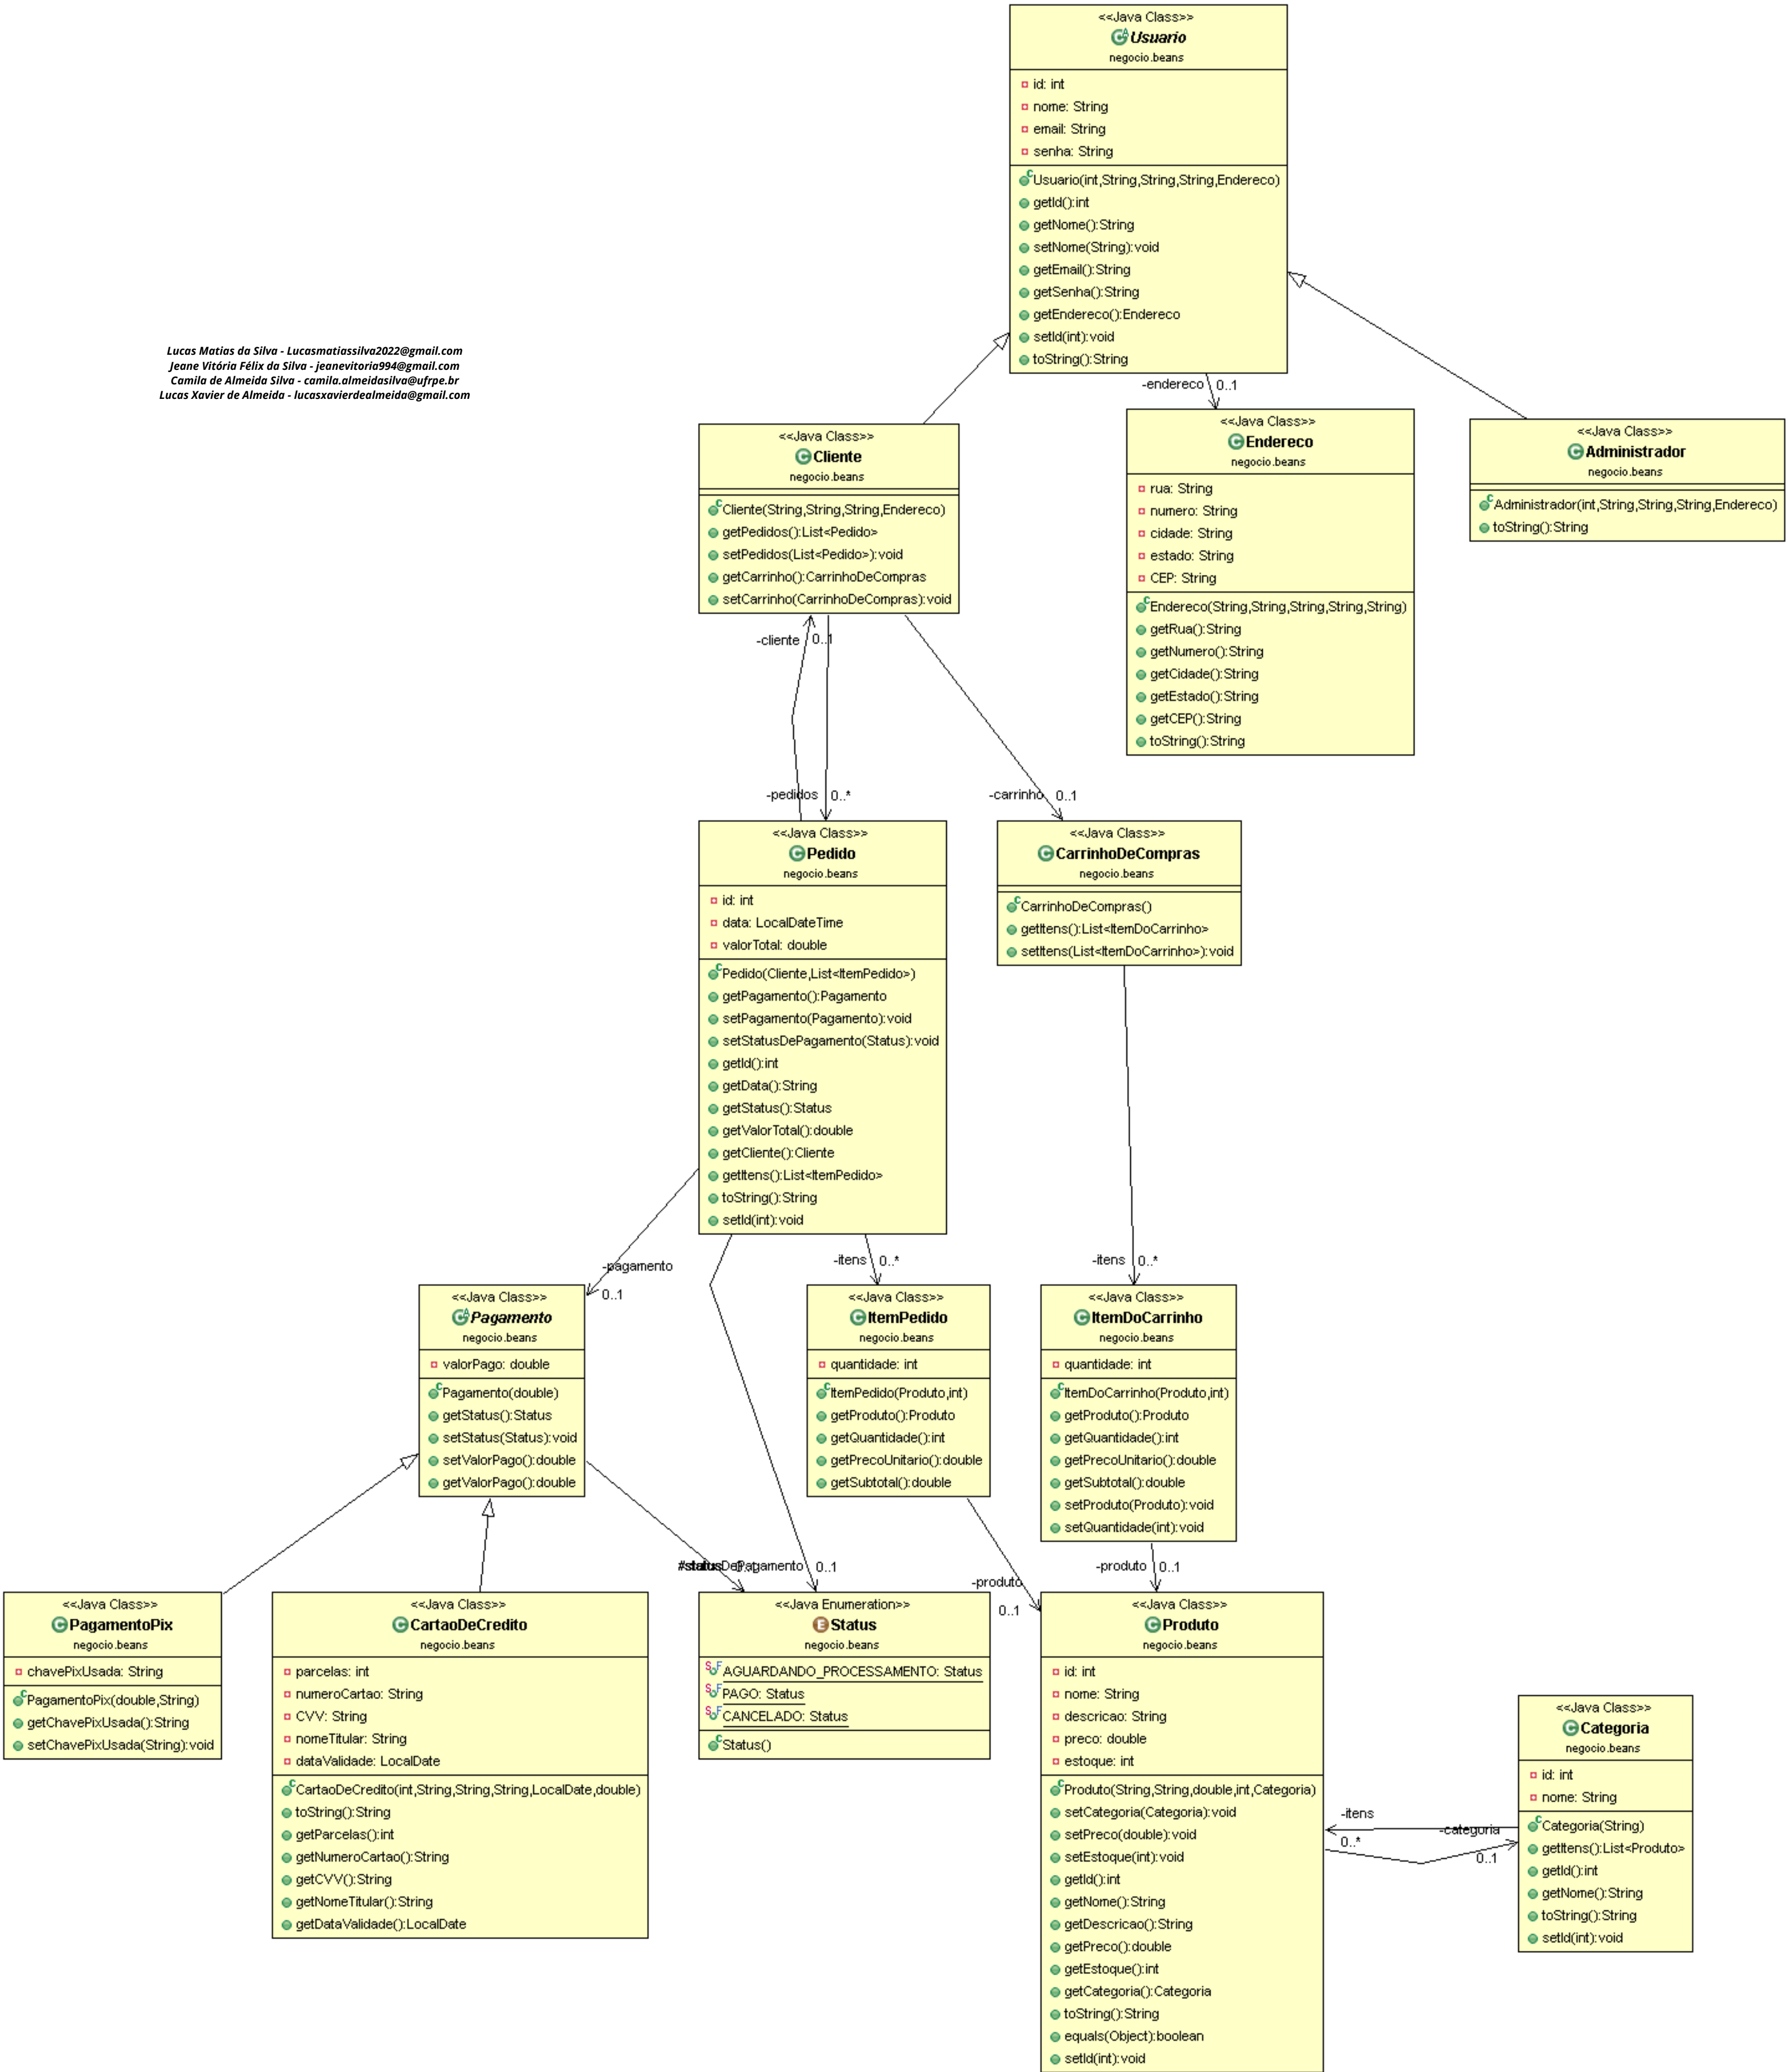 <<Java Class>>
Usuario
negocio.beans
id: int
nome: String
email: String
senha: String
Usuario(int,String,String,String,Endereco)
getId():int
getNome():String
setNome(String):void
getEmail():String
getSenha():String
getEndereco():Endereco
setId(int):void
toString():String
Lucas Matias da Silva - Lucasmatiassilva2022@gmail.com
Jeane Vitória Félix da Silva - jeanevitoria994@gmail.com
Camila de Almeida Silva - camila.almeidasilva@ufrpe.br
Lucas Xavier de Almeida - lucasxavierdealmeida@gmail.com
-endereco 0..1
<<Java Class>>
Cliente
negocio.beans
Cliente(String,String,String,Endereco)
getPedidos():List<Pedido>
setPedidos(List<Pedido>):void
getCarrinho():CarrinhoDeCompras
setCarrinho(CarrinhoDeCompras):void
<<Java Class>>
Endereco
negocio.beans
rua: String
numero: String
cidade: String
estado: String
CEP: String
Endereco(String,String,String,String,String)
getRua():String
getNumero():String
getCidade():String
getEstado():String
getCEP():String
toString():String
<<Java Class>>
Administrador
negocio.beans
Administrador(int,String,String,String,Endereco)
toString():String
-cliente 0..1
-pedidos 0..*
-carrinho 0..1
<<Java Class>>
Pedido
negocio.beans
id: int
data: LocalDateTime
valorTotal: double
Pedido(Cliente,List<ItemPedido>)
getPagamento():Pagamento
setPagamento(Pagamento):void
setStatusDePagamento(Status):void
getId():int
getData():String
getStatus():Status
getValorTotal():double
getCliente():Cliente
getItens():List<ItemPedido>
toString():String
setId(int):void
<<Java Class>>
CarrinhoDeCompras
negocio.beans
CarrinhoDeCompras()
getItens():List<ItemDoCarrinho>
setItens(List<ItemDoCarrinho>):void
-pagamento
0..1
-itens 0..*
-itens 0..*
<<Java Class>>
Pagamento
negocio.beans
valorPago: double
Pagamento(double)
getStatus():Status
setStatus(Status):void
setValorPago():double
getValorPago():double
<<Java Class>>
ItemPedido
negocio.beans
quantidade: int
ItemPedido(Produto,int)
getProduto():Produto
getQuantidade():int
getPrecoUnitario():double
getSubtotal():double
<<Java Class>>
ItemDoCarrinho
negocio.beans
quantidade: int
ItemDoCarrinho(Produto,int)
getProduto():Produto
getQuantidade():int
getPrecoUnitario():double
getSubtotal():double
setProduto(Produto):void
setQuantidade(int):void
0..1
-produto
0..1
-produto 0..1
<<Java Class>>
PagamentoPix
negocio.beans
chavePixUsada: String
PagamentoPix(double,String)
getChavePixUsada():String
setChavePixUsada(String):void
<<Java Class>>
CartaoDeCredito
negocio.beans
parcelas: int
numeroCartao: String
CVV: String
nomeTitular: String
dataValidade: LocalDate
CartaoDeCredito(int,String,String,String,LocalDate,double)
toString():String
getParcelas():int
getNumeroCartao():String
getCVV():String
getNomeTitular():String
getDataValidade():LocalDate
<<Java Enumeration>>
Status
negocio.beans
AGUARDANDO_PROCESSAMENTO: Status
PAGO: Status
CANCELADO: Status
Status()
<<Java Class>>
Produto
negocio.beans
id: int
nome: String
descricao: String
preco: double
estoque: int
Produto(String,String,double,int,Categoria)
setCategoria(Categoria):void
setPreco(double):void
setEstoque(int):void
getId():int
getNome():String
getDescricao():String
getPreco():double
getEstoque():int
getCategoria():Categoria
toString():String
equals(Object):boolean
setId(int):void
-itens
0..*
-categoria
0..1
<<Java Class>>
Categoria
negocio.beans
id: int
nome: String
Categoria(String)
getItens():List<Produto>
getId():int
getNome():String
toString():String
setId(int):void